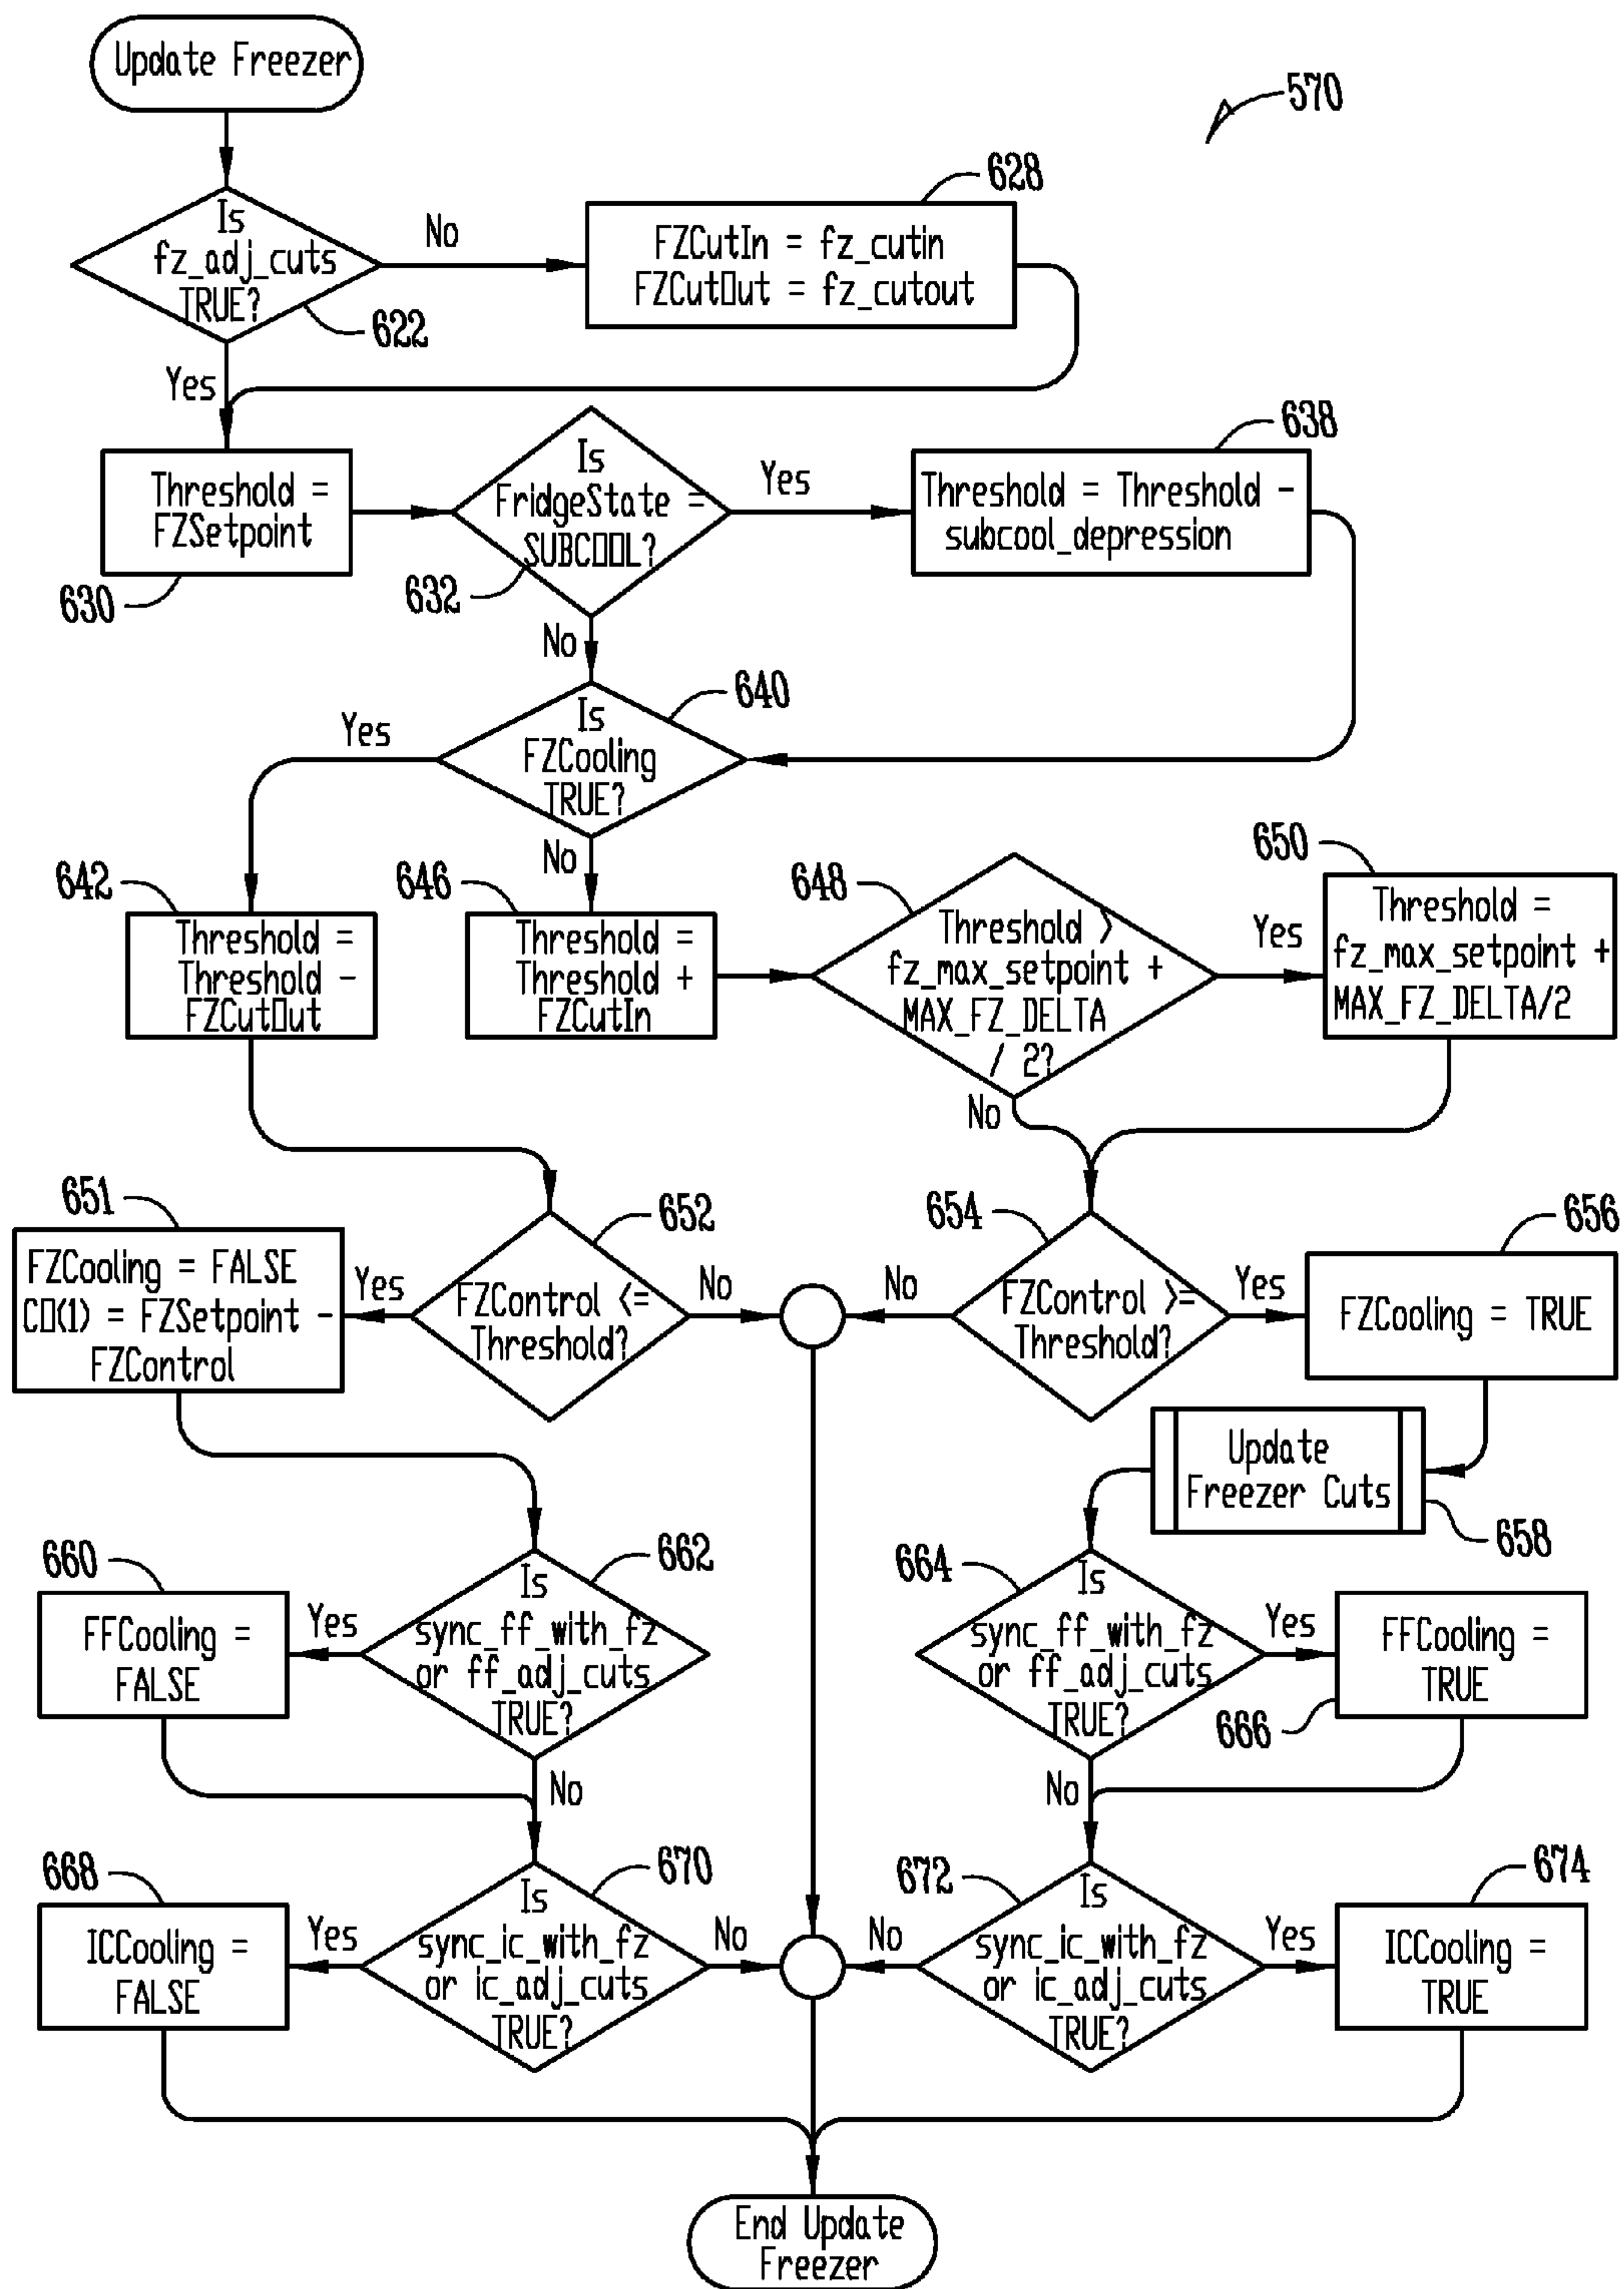 Update Freezer
570
Is
fz_adj_cuts
TRUE?
622
No
628
FZCutIn = fz_cutin
FZCutOut = fz_cutout
Yes
Threshold =
FZSetpoint
630
Is
FridgeState =
SUBCOOL?
632
Yes
638
Threshold = Threshold -
subcool_depression
No
640
Is
FZCooling
TRUE?
Yes
No
642
Threshold =
Threshold -
FZCutOut
646
Threshold =
Threshold +
FZCutIn
648
Threshold >
fz_max_setpoint +
MAX_FZ_DELTA
/ 2?
Yes
650
Threshold =
fz_max_setpoint +
MAX_FZ_DELTA/2
No
651
FZCooling = FALSE
CO(1) = FZSetpoint -
FZControl
Yes
652
FZControl <=
Threshold?
No
No
654
FZControl >=
Threshold?
Yes
656
FZCooling = TRUE
Update
Freezer Cuts
658
660
FFCooling =
FALSE
Yes
662
Is
sync_ff_with_fz
or ff_adj_cuts
TRUE?
No
664
Is
sync_ff_with_fz
or ff_adj_cuts
TRUE?
Yes
FFCooling =
TRUE
666
No
668
ICCooling =
FALSE
Yes
670
Is
sync_ic_with_fz
or ic_adj_cuts
TRUE?
No
No
672
Is
sync_ic_with_fz
or ic_adj_cuts
TRUE?
Yes
674
ICCooling =
TRUE
End Update
Freezer